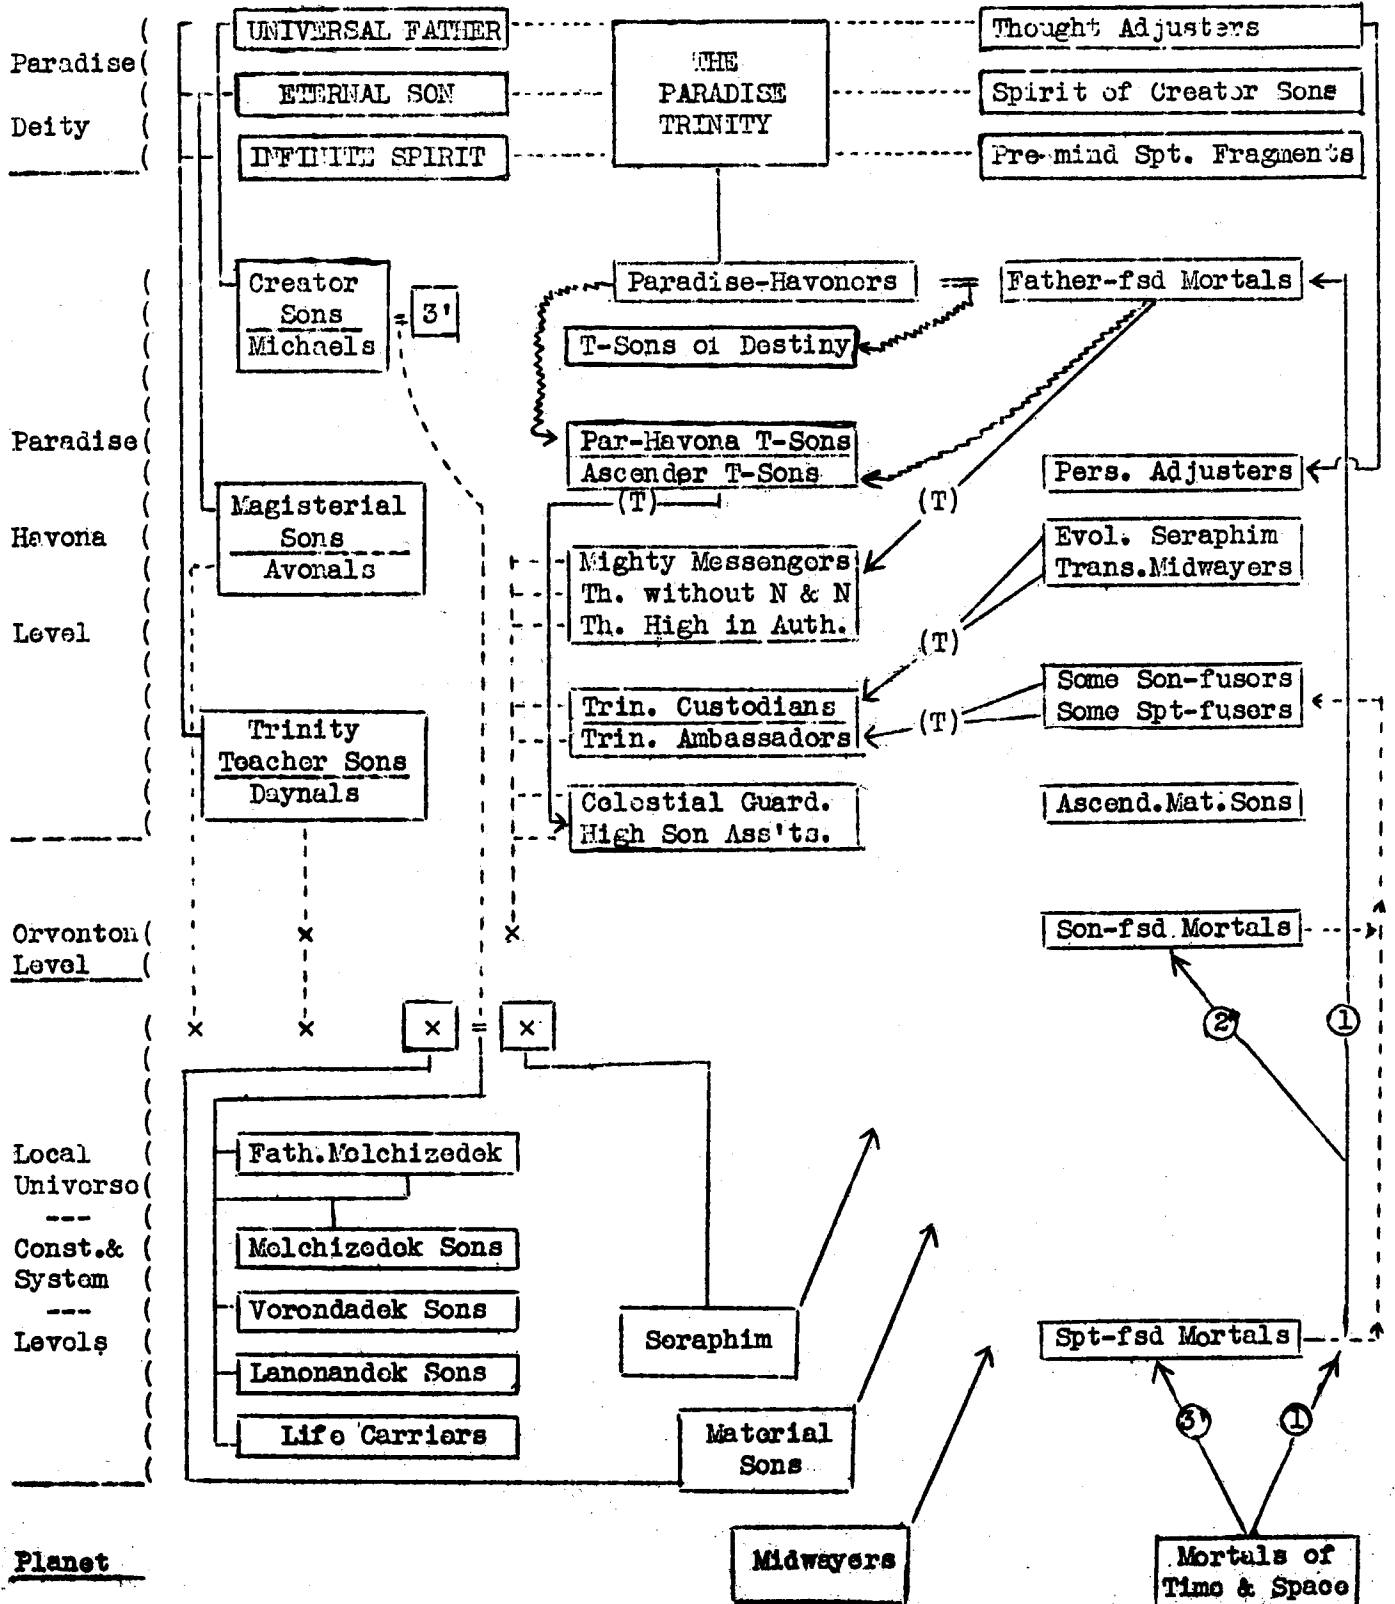 Paradise
Deity
UNIVERSAL FATHER
ETERNAL SON
INFINITE SPIRIT
THE
PARADISE
TRINITY
Thought Adjusters
Spirit of Creator Sons
Pre-mind Spt. Fragments
Paradise
Havona
Level
Creator
Sons
Michaels
= 3'
Paradise-Havoners
=
Father-fsd Mortals
T-Sons of Destiny
Par-Havona T-Sons
Ascender T-Sons
(T)
(T)
Pers. Adjusters
Magisterial
Sons
Avonals
Mighty Messengers
Th. without N & N
Th. High in Auth.
Evol. Seraphim
Trans.Midwayers
(T)
Trin. Custodians
Trin. Ambassadors
(T)
Some Son-fusers
Some Spt-fusers
Trinity
Teacher Sons
Daynals
Celestial Guard.
High Son Ass'ts.
Ascend.Mat.Sons
Orvonton
Level
×
×
Son-fsd Mortals
×
×
× = ×
2
1
Local
Universe
---
Const.&
System
---
Levels
Fath.Melchizedek
Melchizedek Sons
Vorondadek Sons
Lanonandek Sons
Life Carriers
Seraphim
Spt-fsd Mortals
Material
Sons
3'
1
Planet
Midwayers
Mortals of
Time & Space